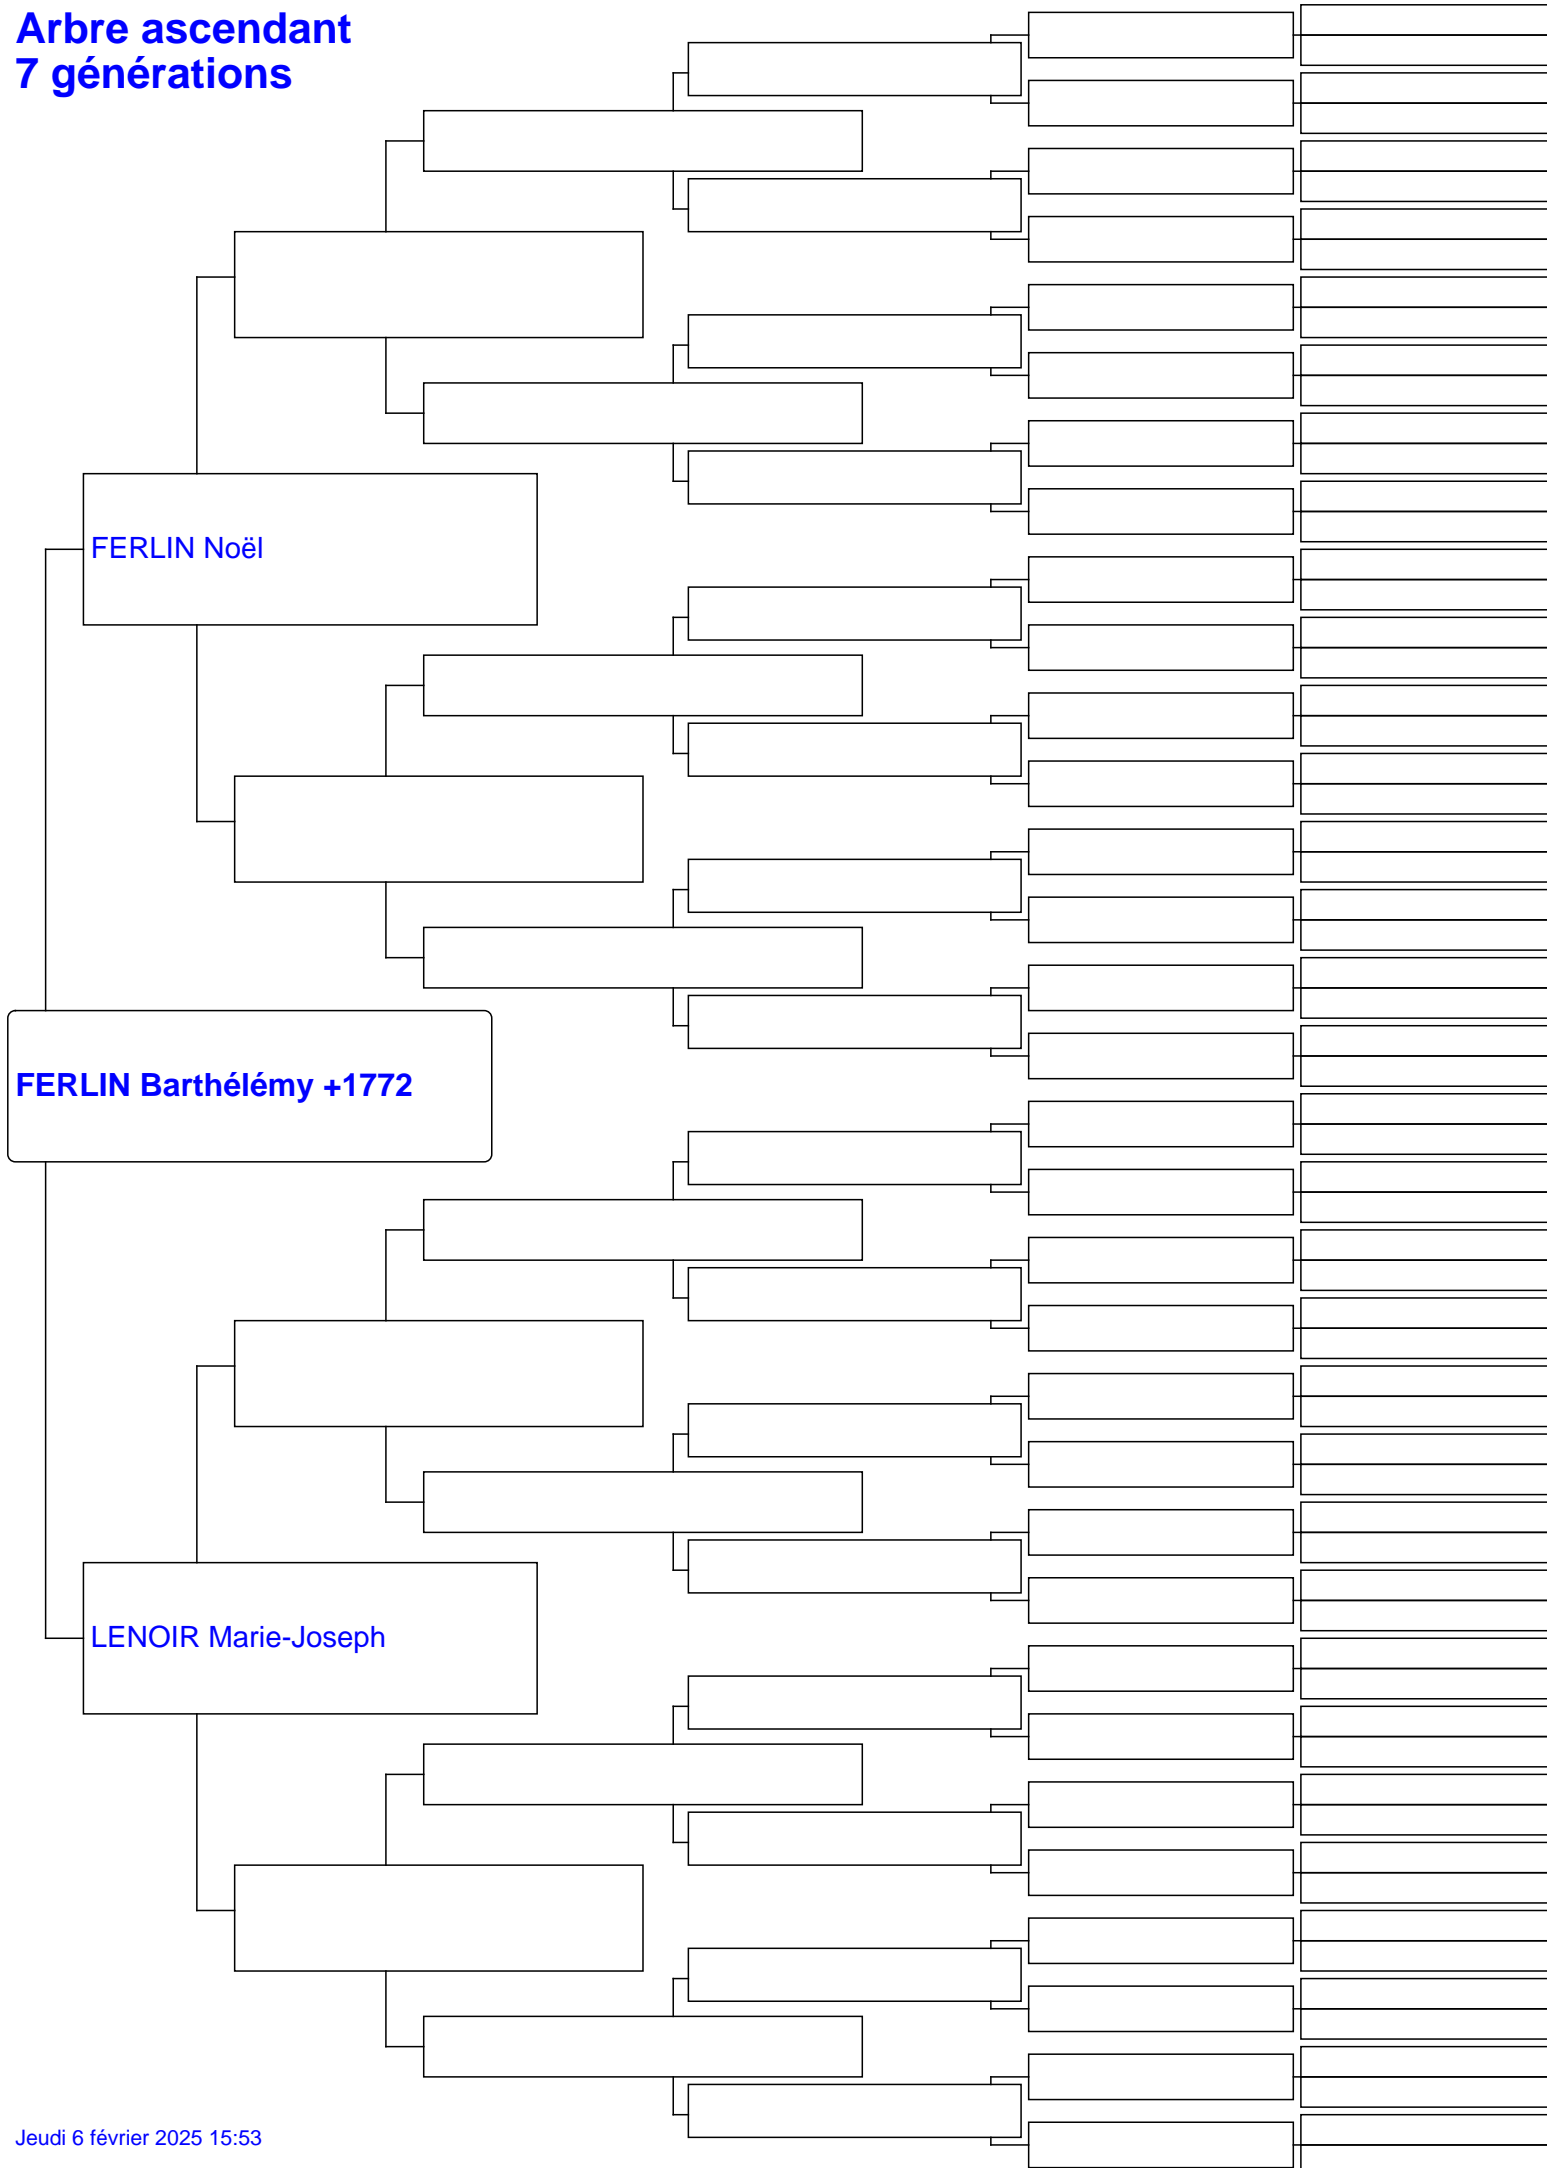 Arbre ascendant
7 générations
FERLIN Noël
FERLIN Barthélémy +1772
LENOIR Marie-Joseph
Jeudi 6 février 2025 15:53